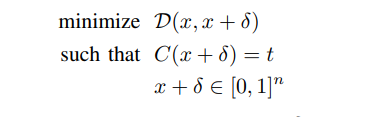 minimize D(x, x + δ)
such that C(x + δ) = t
x + δ ∈ [0, 1]ⁿ